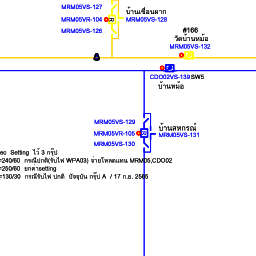 MRM05VS-127
บ้านเขื่อนผาก
MRM05VR-104
R
MRM05VS-128
MRM05VS-126
#166
วัดบ้านหม้อ
MRM05VS-132
CDO02VS-139
SW5
บ้านหม้อ
MRM05VS-129
บ้านสหกรณ์
MRM05VR-105
R
MRM05VS-131
MRM05VS-130
ec Setting ไว้ 3 กรุ๊ป
=240/60 กรณีปกติ(รับไฟ WPA03) จ่ายโหลดแทน MRM05,CDO02
=250/60 ยกคาsetting
=130/30 กรณีรับไฟ ปกติ ปัจจุบัน กรุ๊ป A / 17 ก.ย. 2565